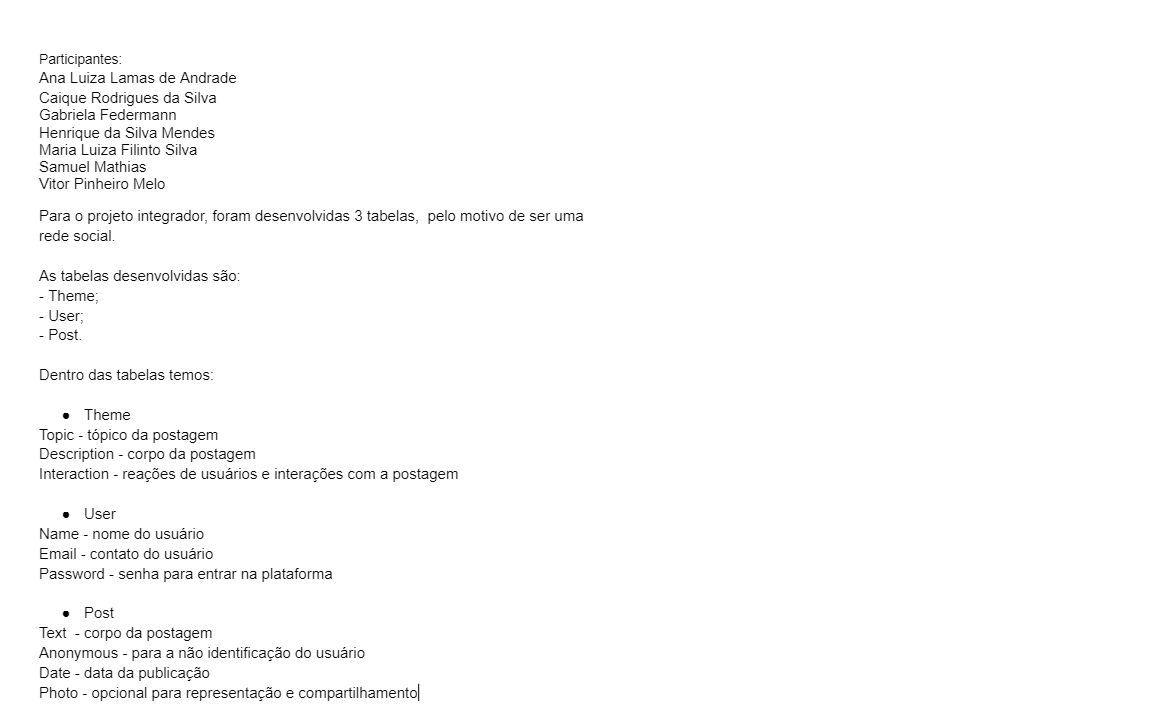 Participantes:
Ana Luiza Lamas de Andrade
Caique Rodrigues da Silva
Gabriela Federmann
Henrique da Silva Mendes
Maria Luiza Filinto Silva
Samuel Mathias
Vitor Pinheiro Melo
Para o projeto integrador, foram desenvolvidas 3 tabelas,  pelo motivo de ser uma
rede social.
As tabelas desenvolvidas são:
- Theme;
- User;
- Post.
Dentro das tabelas temos:
● Theme
Topic - tópico da postagem
Description - corpo da postagem
Interaction - reações de usuários e interações com a postagem
● User
Name - nome do usuário
Email - contato do usuário
Password - senha para entrar na plataforma
● Post
Text  - corpo da postagem
Anonymous - para a não identificação do usuário
Date - data da publicação
Photo - opcional para representação e compartilhamento